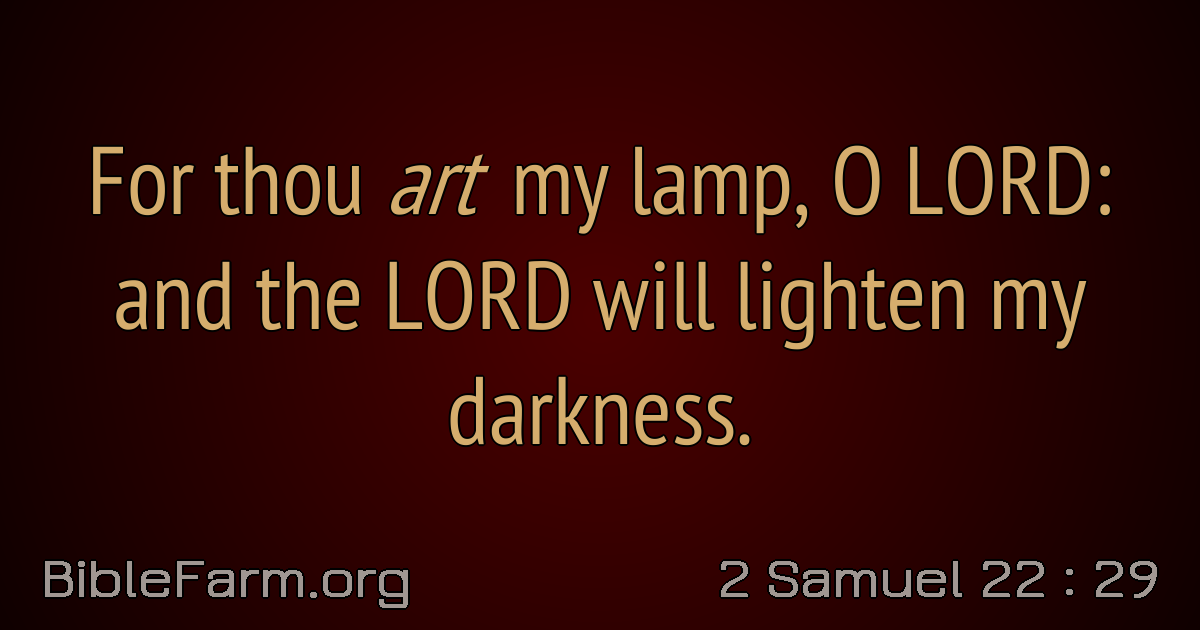 For thou art my lamp, O LORD:
and the LORD will lighten my
darkness.
BibleFarm.org
2 Samuel 22 : 29